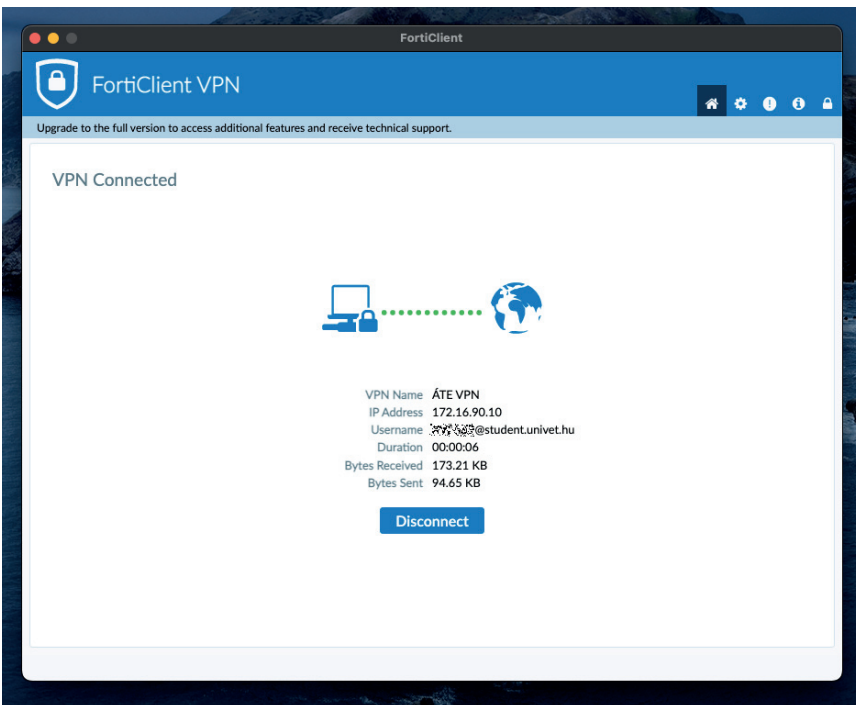 FortiClient
FortiClient VPN
Upgrade to the full version to access additional features and receive technical support.
VPN Connected
VPN Name ÁTE VPN
IP Address 172.16.90.10
Username @student.univet.hu
Duration 00:00:06
Bytes Received 173.21 KB
Bytes Sent 94.65 KB
Disconnect